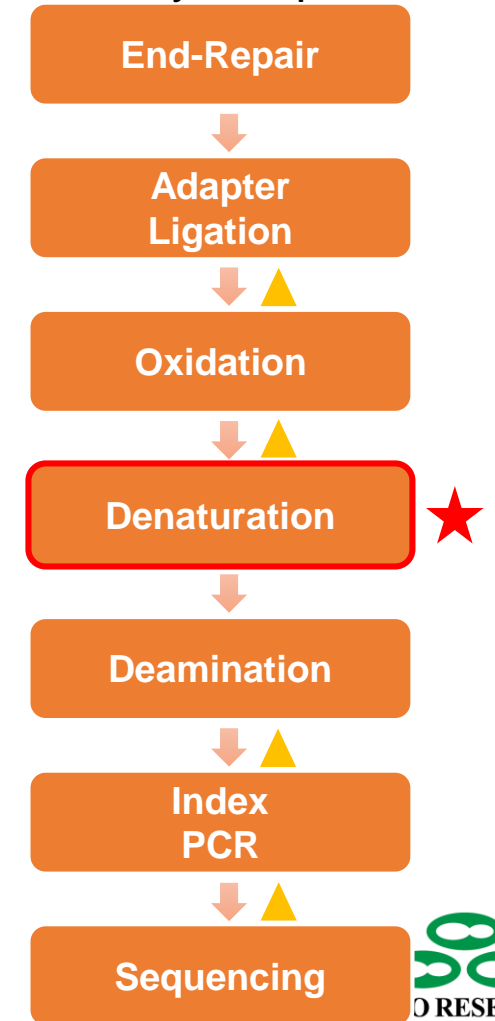 End-Repair
Adapter
Ligation
Oxidation
Denaturation
Deamination
Index
PCR
Sequencing